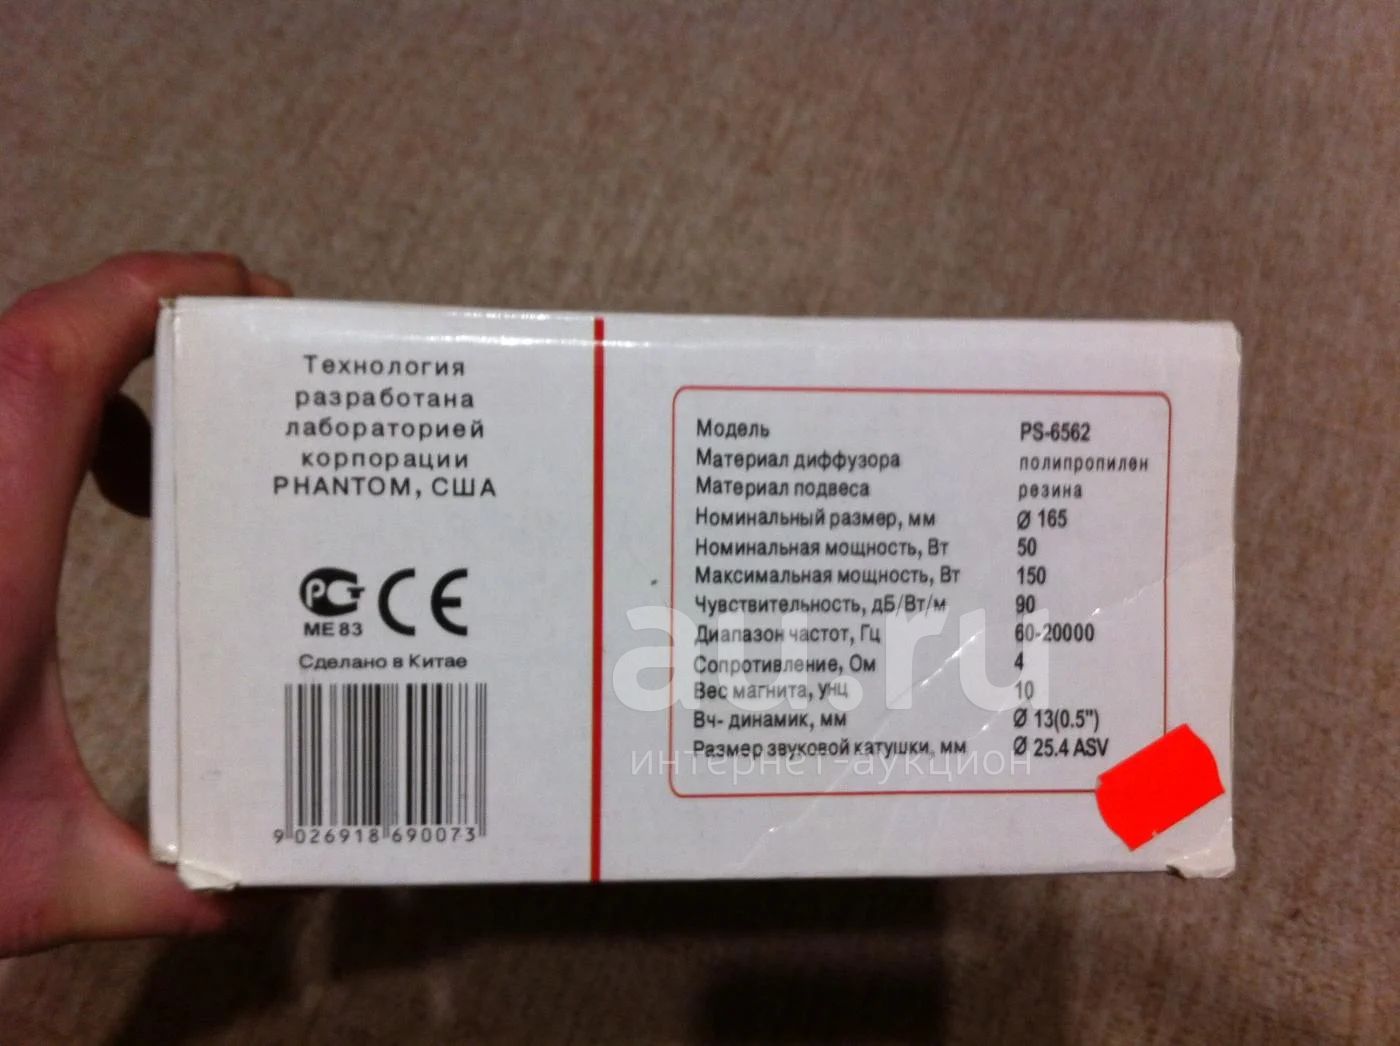 Технология
разработана
лабораторией
корпорации
PHANTOM, США
РСТ CE
ME83
Сделано в Китае
9 026918 690073
Модель PS-6562
Материал диффузора полипропилен
Материал подвеса резина
Номинальный размер, мм Ø 165
Номинальная мощность, Вт 50
Максимальная мощность, Вт 150
Чувствительность, дБ/Вт/м 90
Диапазон частот, Гц 60-20000
Сопротивление, Ом 4
Вес магнита, унц 10
Вч- динамик, мм Ø 13(0.5")
Размер звуковой катушки, мм Ø 25.4 ASV
au.ru
интернет-аукцион